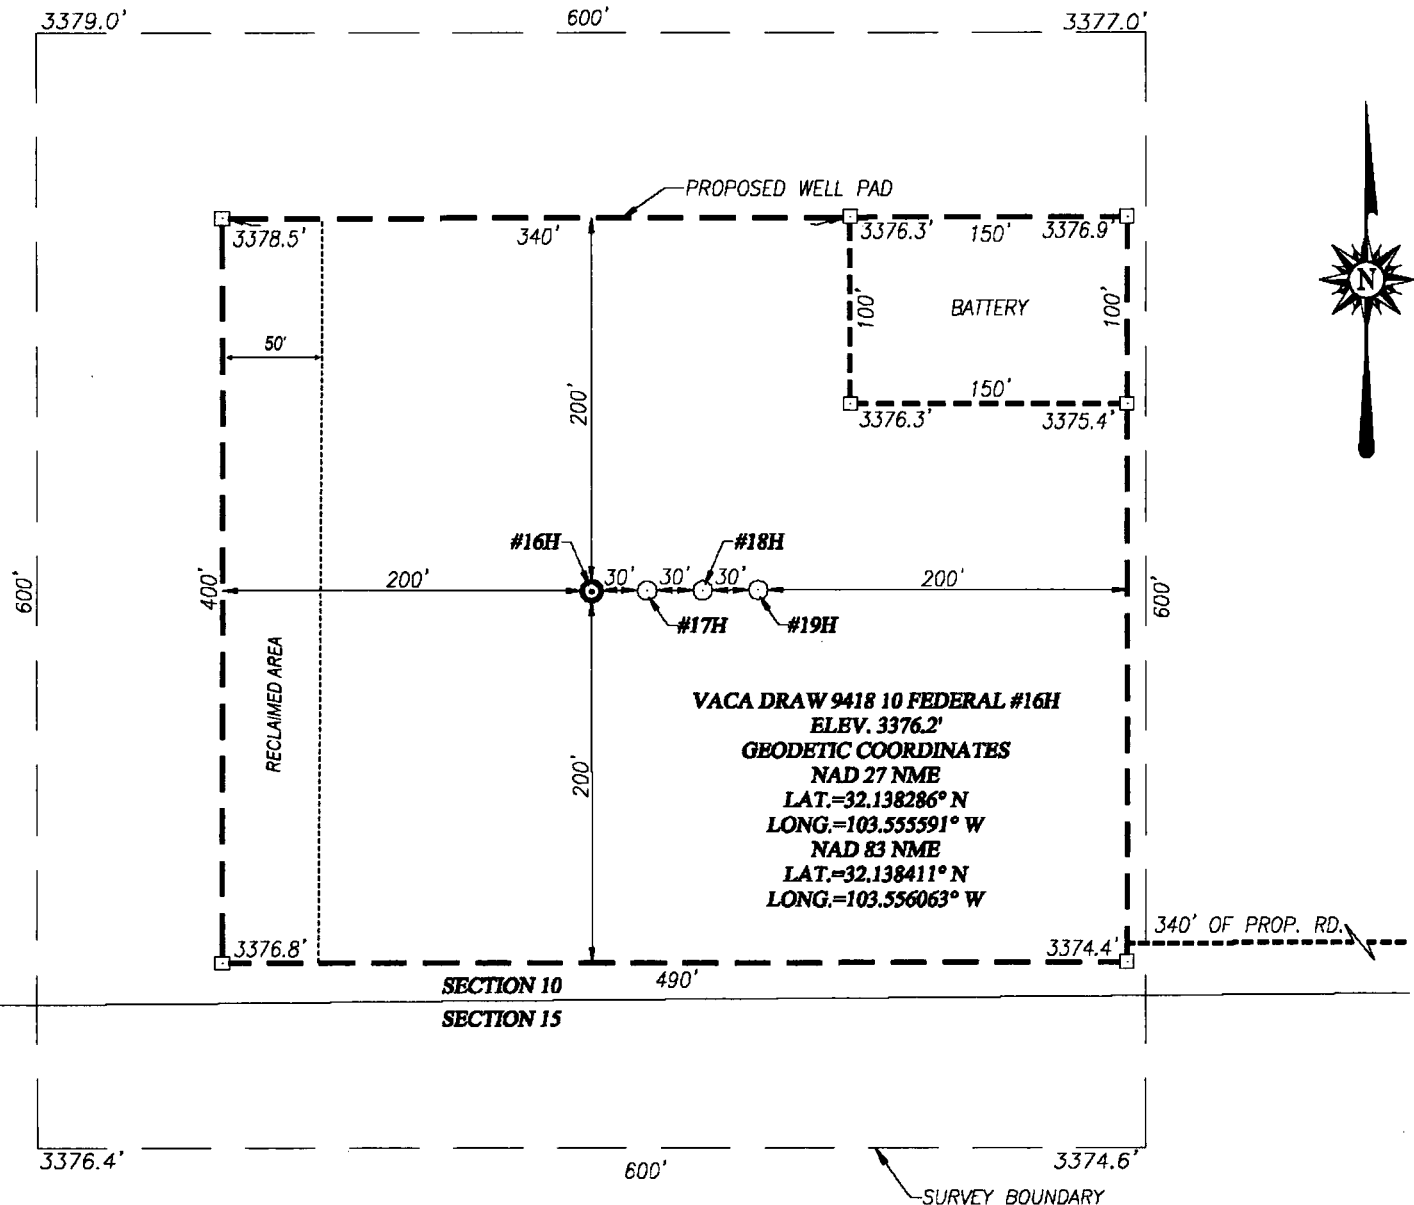 3379.0'
600'
3377.0'
PROPOSED WELL PAD
3378.5'
340'
3376.3'
150'
3376.9'
N
50'
100'
BATTERY
100'
200'
150'
3376.3'
3375.4'
#16H
#18H
600'
400'
200'
30'
30'
30'
200'
600'
#17H
#19H
RECLAIMED AREA
200'
VACA DRAW 9418 10 FEDERAL #16H
ELEV. 3376.2'
GEODETIC COORDINATES
NAD 27 NME
LAT.=32.138286° N
LONG.=103.555591° W
NAD 83 NME
LAT.=32.138411° N
LONG.=103.556063° W
340' OF PROP. RD.
3376.8'
3374.4'
490'
SECTION 10
SECTION 15
3376.4'
600'
3374.6'
SURVEY BOUNDARY